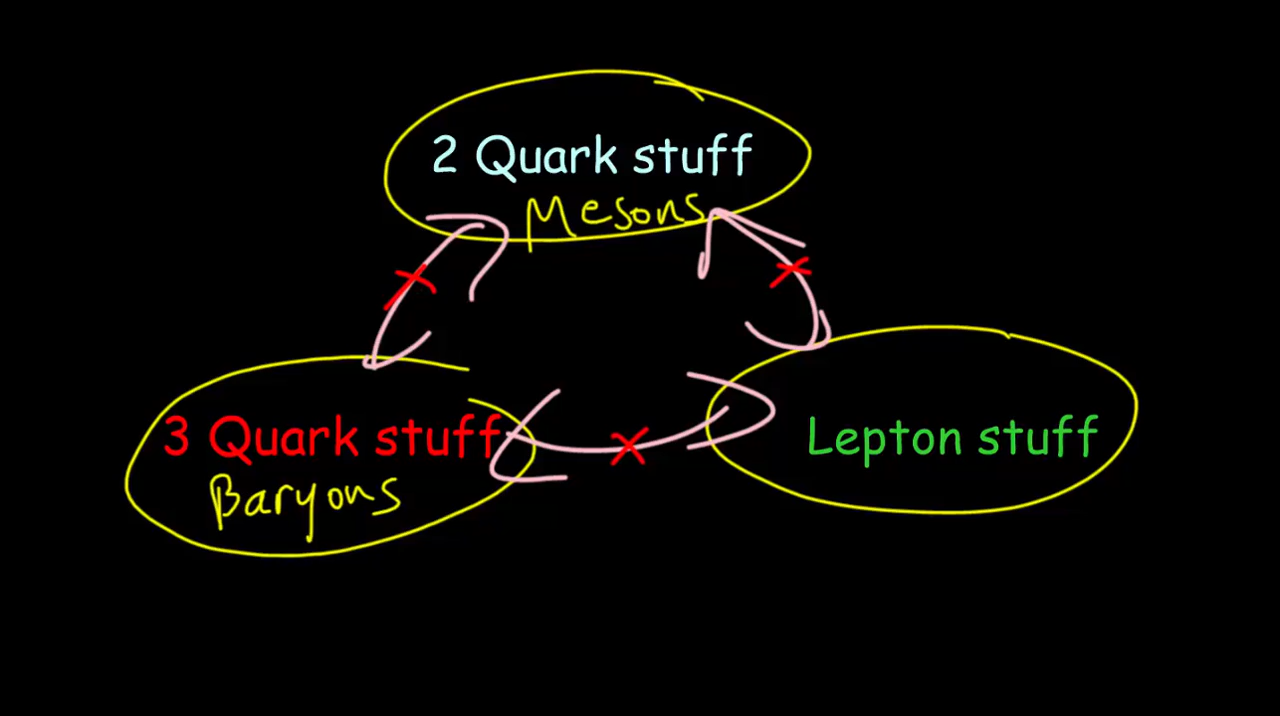 2 Quark stuff
Mesons
3 Quark stuff
Baryons
Lepton stuff